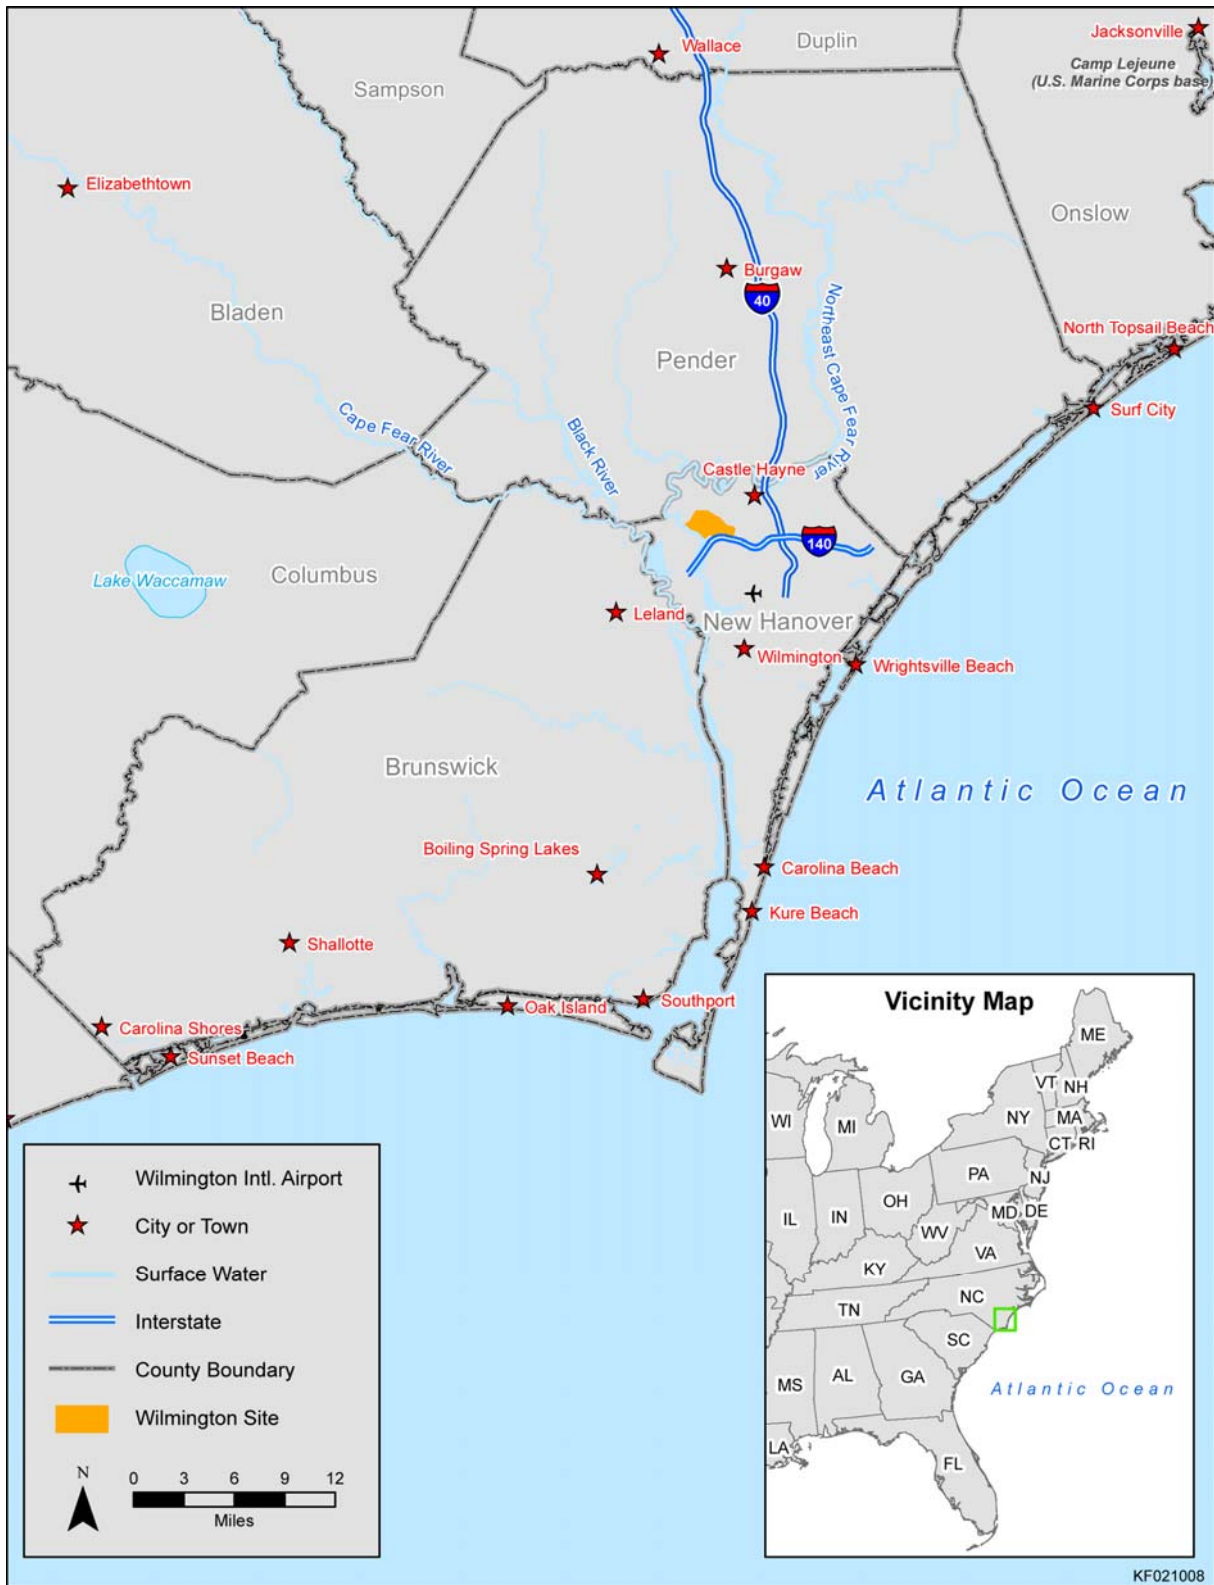 Wallace
Duplin
Jacksonville
Camp Lejeune
(U.S. Marine Corps base)
Sampson
Elizabethtown
Onslow
Burgaw
40
Bladen
Northeast Cape Fear River
North Topsail Beach
Pender
Surf City
Cape Fear River
Black River
Castle Hayne
140
Columbus
Lake Waccamaw
Leland
New Hanover
Wilmington
Wrightsville Beach
Brunswick
Atlantic Ocean
Boiling Spring Lakes
Carolina Beach
Kure Beach
Shallotte
Southport
Oak Island
Carolina Shores
Sunset Beach
Wilmington Intl. Airport
City or Town
Surface Water
Interstate
County Boundary
Wilmington Site
N
0 3 6 9 12
Miles
Vicinity Map
ME
VT
NH
WI
MI
NY
MA
CT
RI
PA
NJ
OH
IL
IN
MD
DE
WV
VA
KY
NC
TN
SC
MS
AL
GA
Atlantic Ocean
LA
FL
KF021008